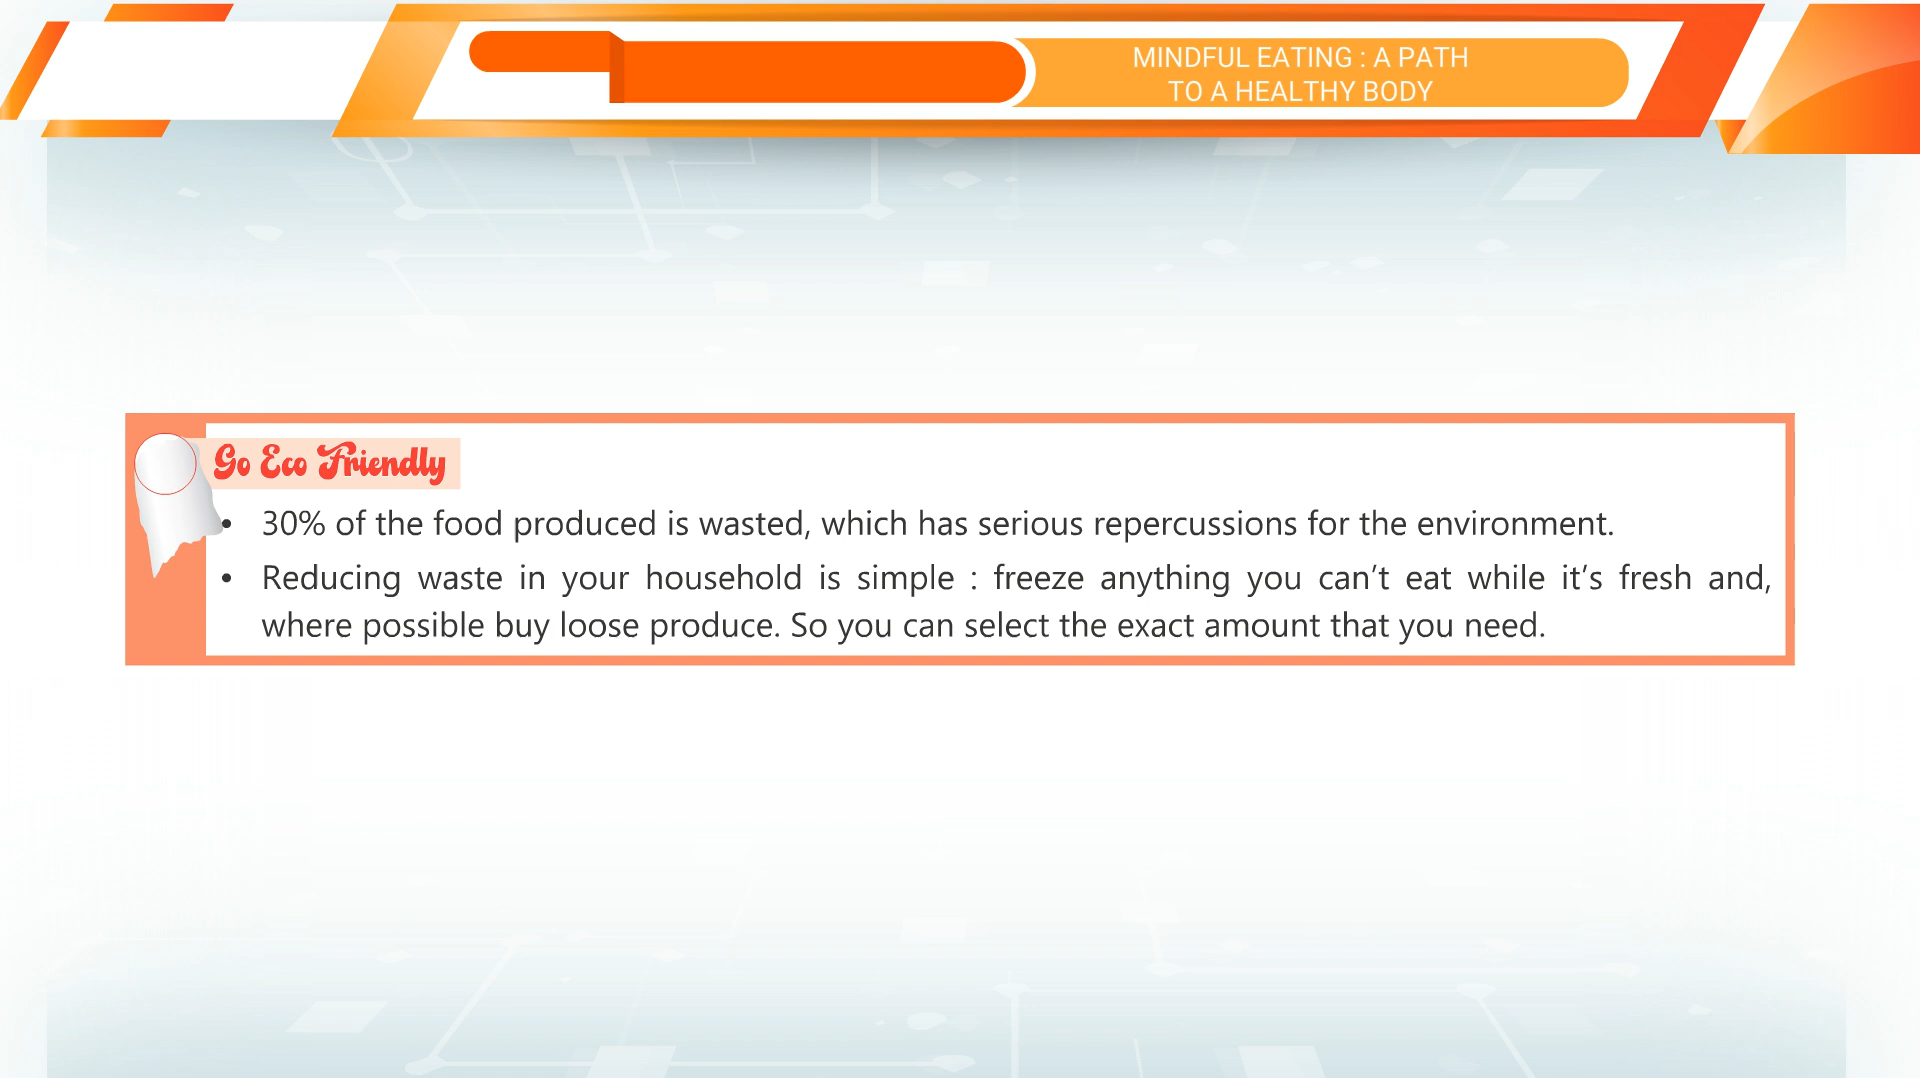 MINDFUL EATING : A PATH
TO A HEALTHY BODY
Go Eco Friendly
• 30% of the food produced is wasted, which has serious repercussions for the environment.
• Reducing waste in your household is simple : freeze anything you can’t eat while it’s fresh and,
where possible buy loose produce. So you can select the exact amount that you need.